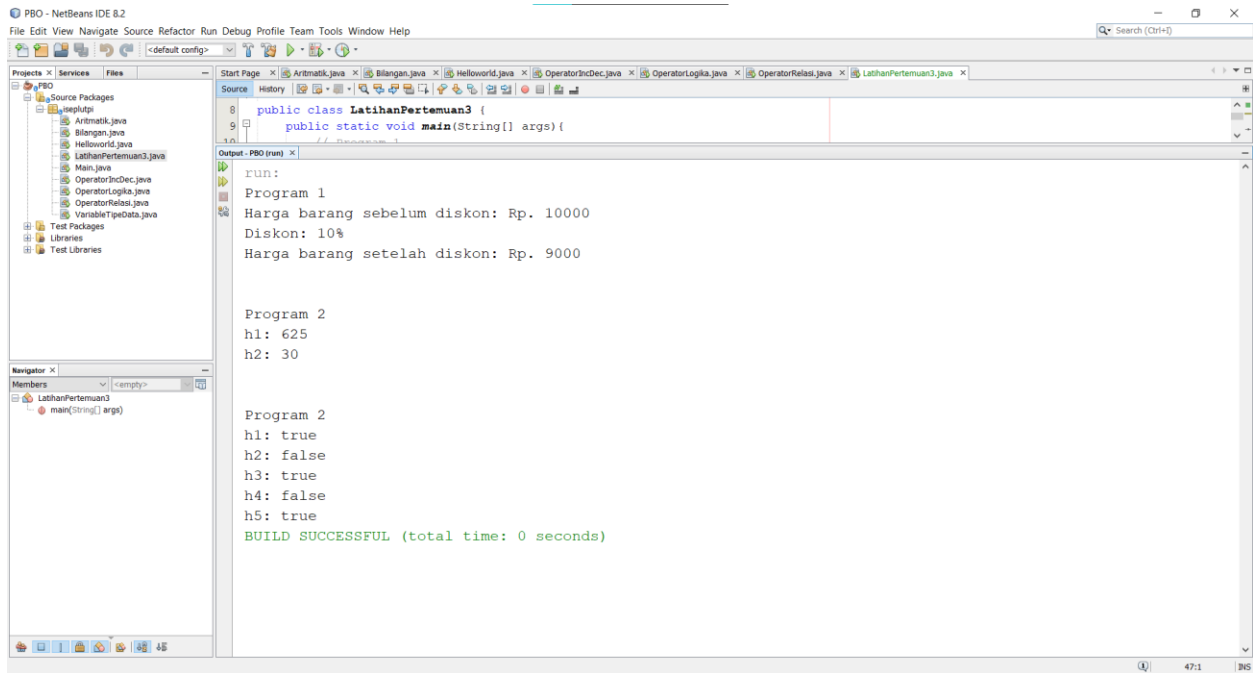 PBO - NetBeans IDE 8.2
File Edit View Navigate Source Refactor Run Debug Profile Team Tools Window Help
Search (Ctrl+I)
<default config>
Projects Services Files
PBO
Source Packages
iseplutpi
Aritmatik.java
Bilangan.java
Helloworld.java
LatihanPertemuan3.java
Main.java
OperatorIncDec.java
OperatorLogika.java
OperatorRelasi.java
VariableTipeData.java
Test Packages
Libraries
Test Libraries
Navigator
Members <empty>
LatihanPertemuan3
main(String[] args)
Start Page Aritmatik.java Bilangan.java Helloworld.java OperatorIncDec.java OperatorLogika.java OperatorRelasi.java LatihanPertemuan3.java
Source History
8 public class LatihanPertemuan3 {
9 public static void main(String[] args){
10 // Program 1
Output - PBO (run)
run:
Program 1
Harga barang sebelum diskon: Rp. 10000
Diskon: 10%
Harga barang setelah diskon: Rp. 9000
Program 2
h1: 625
h2: 30
Program 2
h1: true
h2: false
h3: true
h4: false
h5: true
BUILD SUCCESSFUL (total time: 0 seconds)
47:1 INS